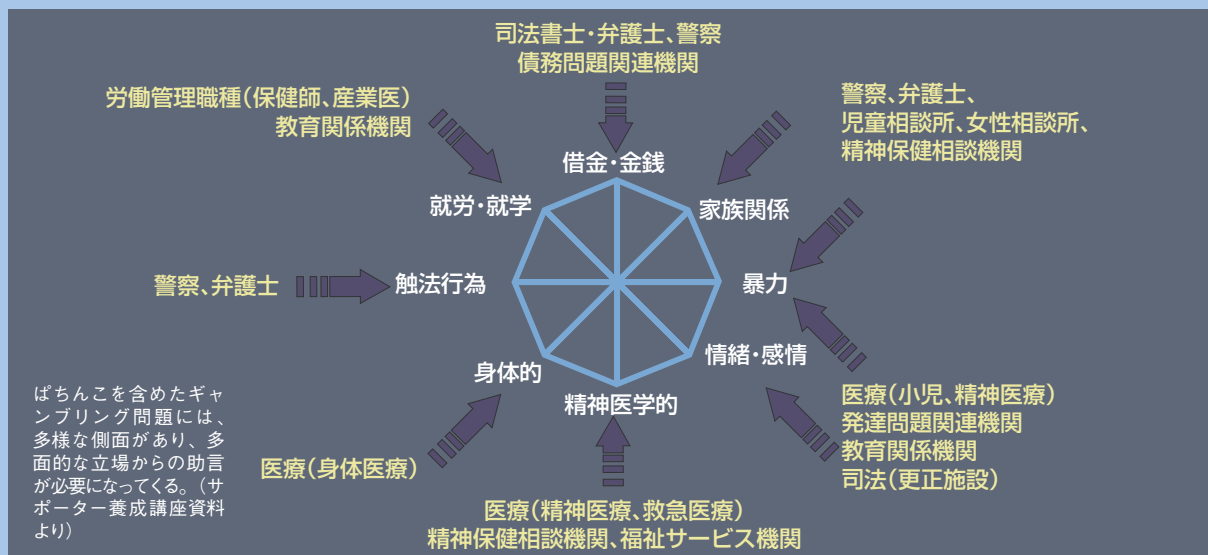 司法書士・弁護士、警察
債務問題関連機関
労働管理職種(保健師、産業医)
教育関係機関
警察、弁護士、
児童相談所、女性相談所、
精神保健相談機関
借金・金銭
就労・就学
家族関係
警察、弁護士
触法行為
暴力
身体的
情緒・感情
精神医学的
ぱちんこを含めたギャ
ンブリング問題には、
多様な側面があり、多
面的な立場からの助言
が必要になってくる。(サ
ポーター養成講座資料
より)
医療(身体医療)
医療(小児、精神医療)
発達問題関連機関
教育関係機関
司法(更正施設)
医療(精神医療、救急医療)
精神保健相談機関、福祉サービス機関